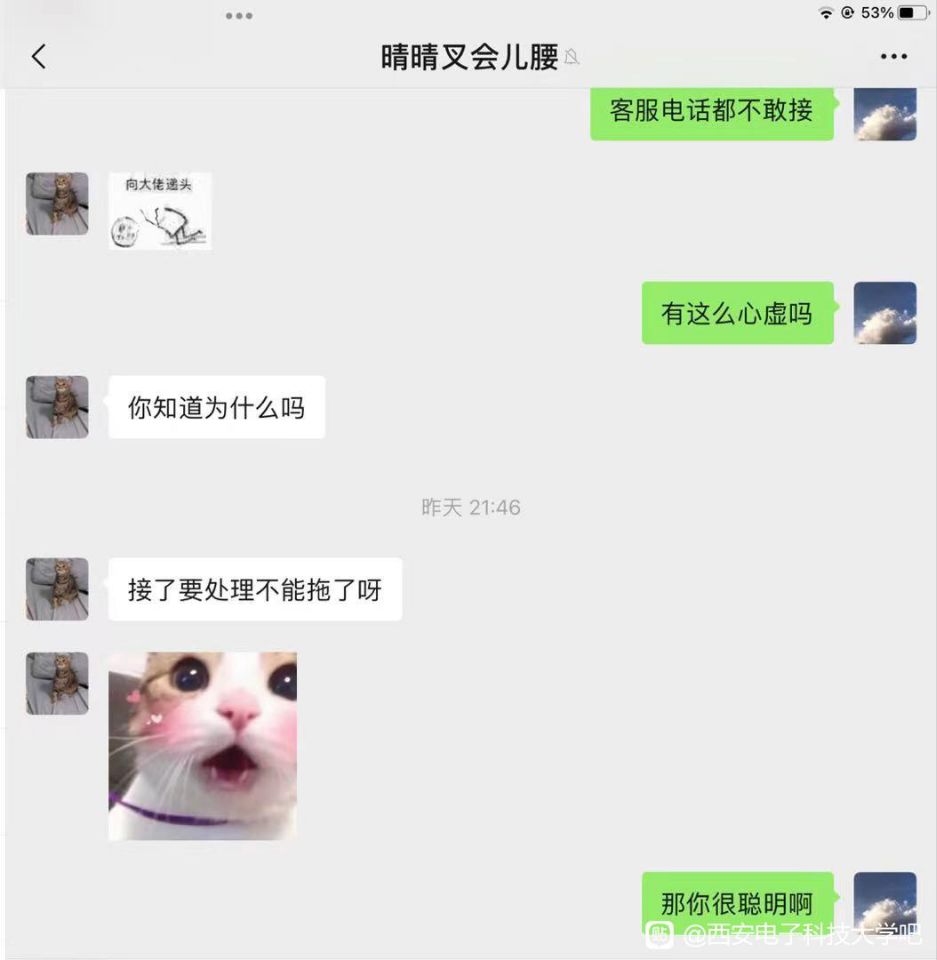 53%
晴晴叉会儿腰
客服电话都不敢接
向大佬递头
有这么心虚吗
你知道为什么吗
昨天 21:46
接了要处理不能拖了呀
那你很聪明啊
贴 @西安电子科技大学吧